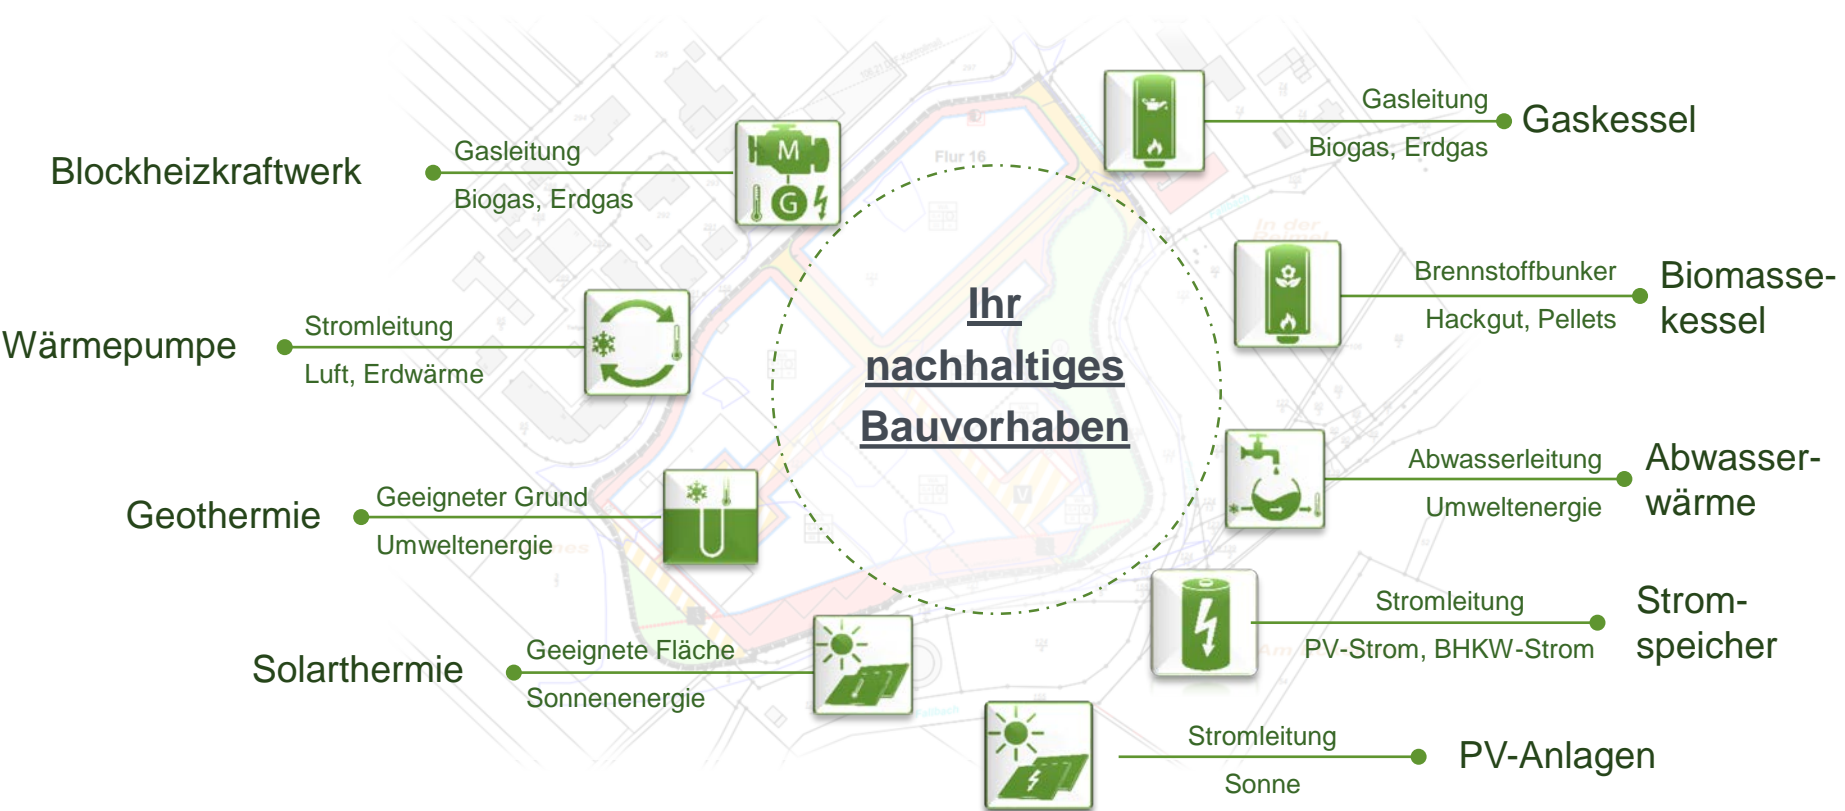 Blockheizkraftwerk
Gasleitung
Biogas, Erdgas
M
G
Wärmepumpe
Stromleitung
Luft, Erdwärme
Geothermie
Geeigneter Grund
Umweltenergie
Solarthermie
Geeignete Fläche
Sonnenenergie
Flur 16
Ihr
nachhaltiges
Bauvorhaben
V
Gasleitung
Biogas, Erdgas
Gaskessel
In der
Brennstoffbunker
Hackgut, Pellets
Biomasse-
kessel
Abwasserleitung
Umweltenergie
Abwasser-
wärme
Stromleitung
PV-Strom, BHKW-Strom
Strom-
speicher
Stromleitung
Sonne
PV-Anlagen